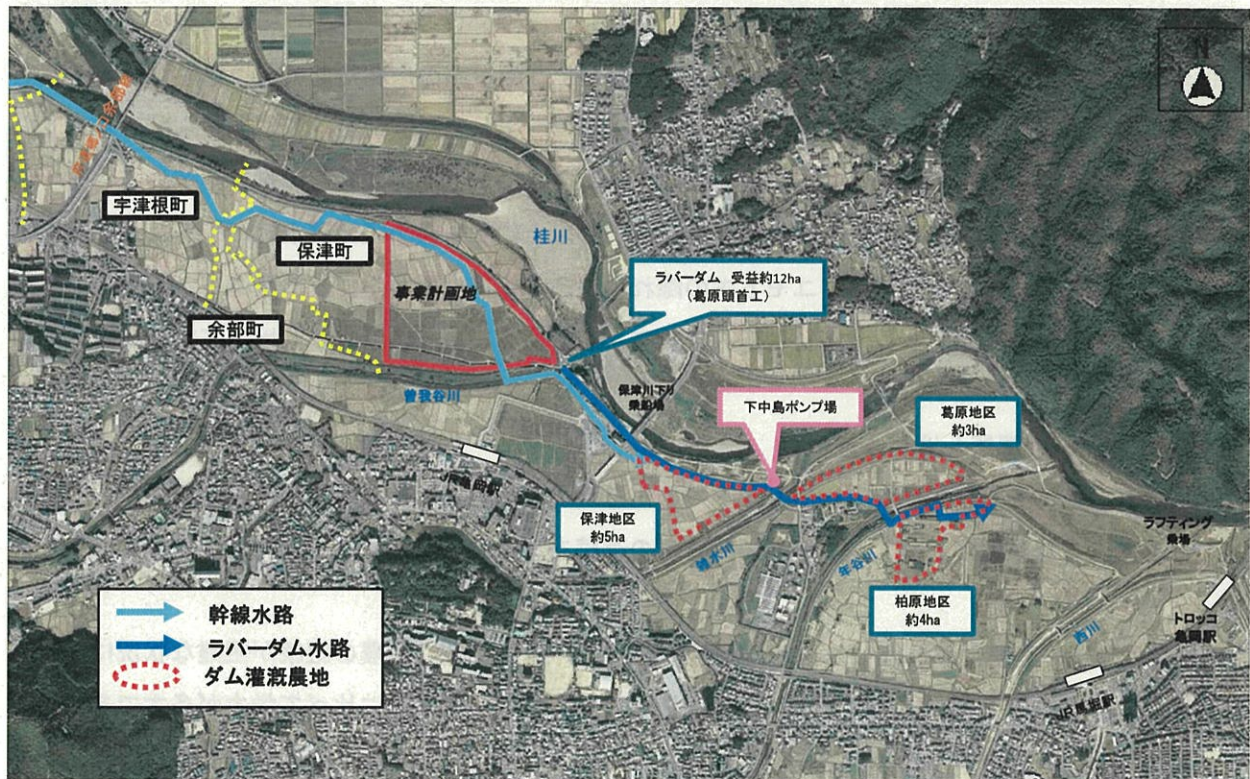 N
宇津根町
保津町
余部町
事業計画地
桂川
ラバーダム 受益約12ha
(葛原頭首工)
曽我谷川
保津川下り
乗船場
下中島ポンプ場
葛原地区
約3ha
JR亀岡駅
保津地区
約5ha
雑水川
年谷川
柏原地区
約4ha
ラフティング
乗場
トロッコ
亀岡駅
西川
JR馬堀駅
幹線水路
ラバーダム水路
ダム灌漑農地